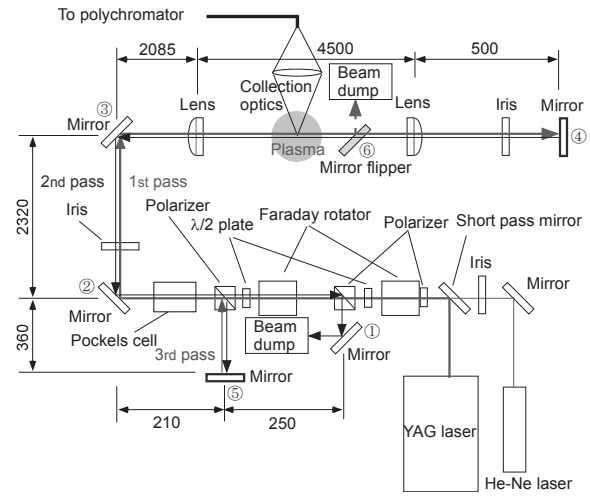 To polychromator
2085
4500
500
Collection
optics
Beam
dump
Lens
Lens
Iris
Mirror
③
Mirror
④
Plasma
⑥
Mirror flipper
2320
2nd pass
1st pass
Iris
Polarizer
λ/2 plate
Faraday rotator
Polarizer
Short pass mirror
Iris
Mirror
②
Mirror
Pockels cell
Beam
dump
①
Mirror
360
3rd pass
⑤
Mirror
210
250
YAG laser
He-Ne laser